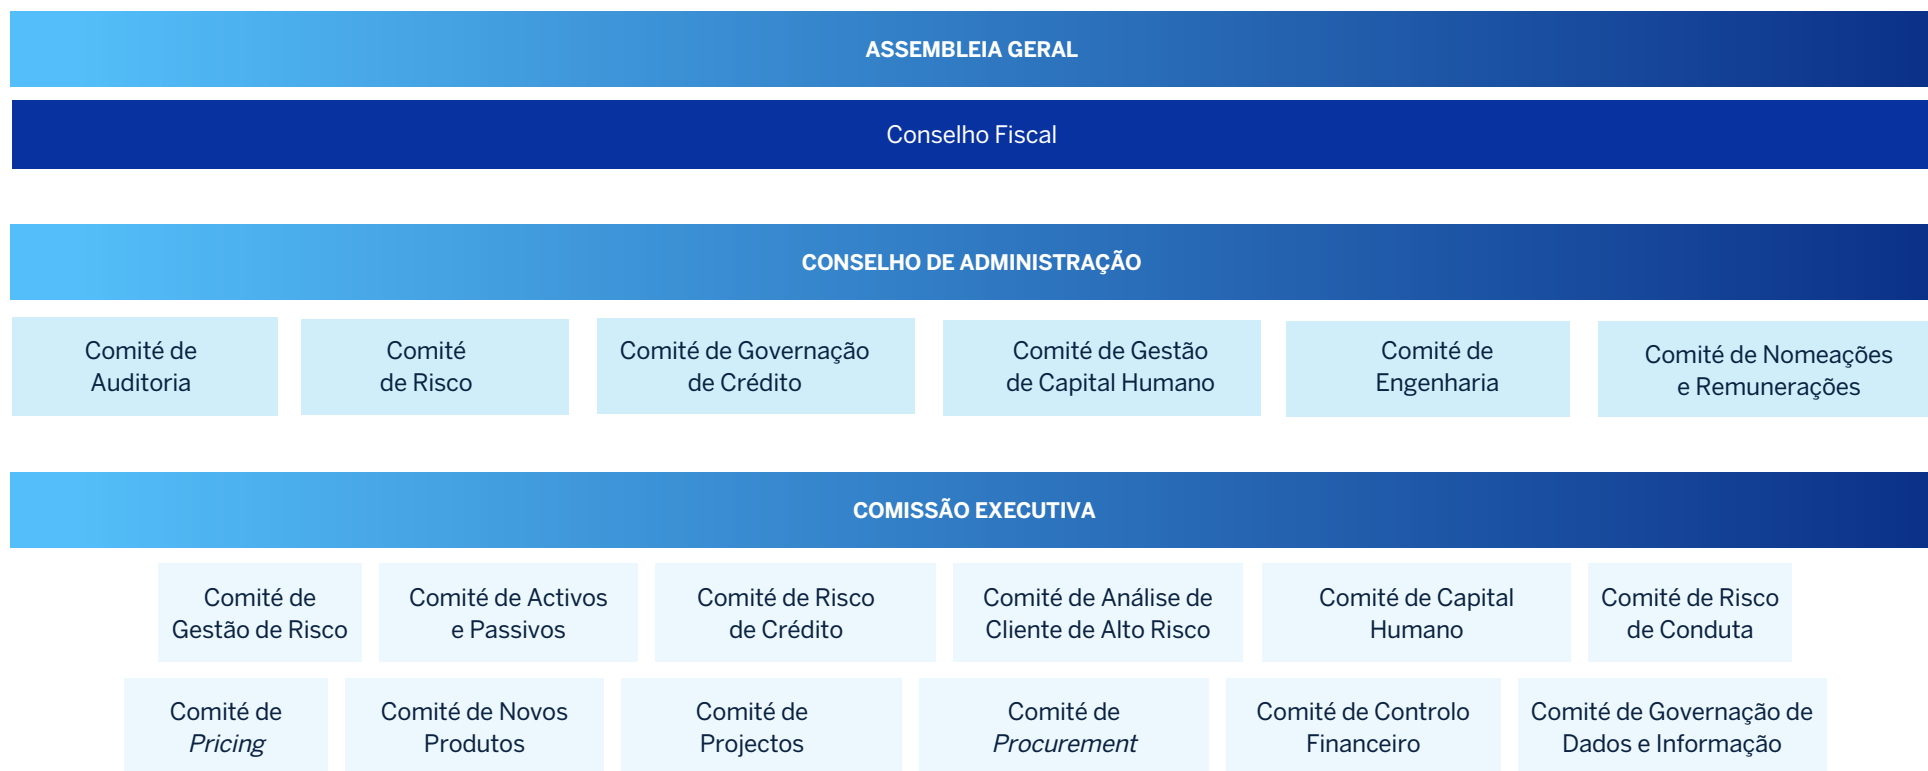 ASSEMBLEIA GERAL
Conselho Fiscal
CONSELHO DE ADMINISTRAÇÃO
Comité de
Auditoria
Comité
de Risco
Comité de Governação
de Crédito
Comité de Gestão
de Capital Humano
Comité de
Engenharia
Comité de Nomeações
e Remunerações
COMISSÃO EXECUTIVA
Comité de
Gestão de Risco
Comité de Activos
e Passivos
Comité de Risco
de Crédito
Comité de Análise de
Cliente de Alto Risco
Comité de Capital
Humano
Comité de Risco
de Conduta
Comité de
Pricing
Comité de Novos
Produtos
Comité de
Projectos
Comité de
Procurement
Comité de Controlo
Financeiro
Comité de Governação de
Dados e Informação